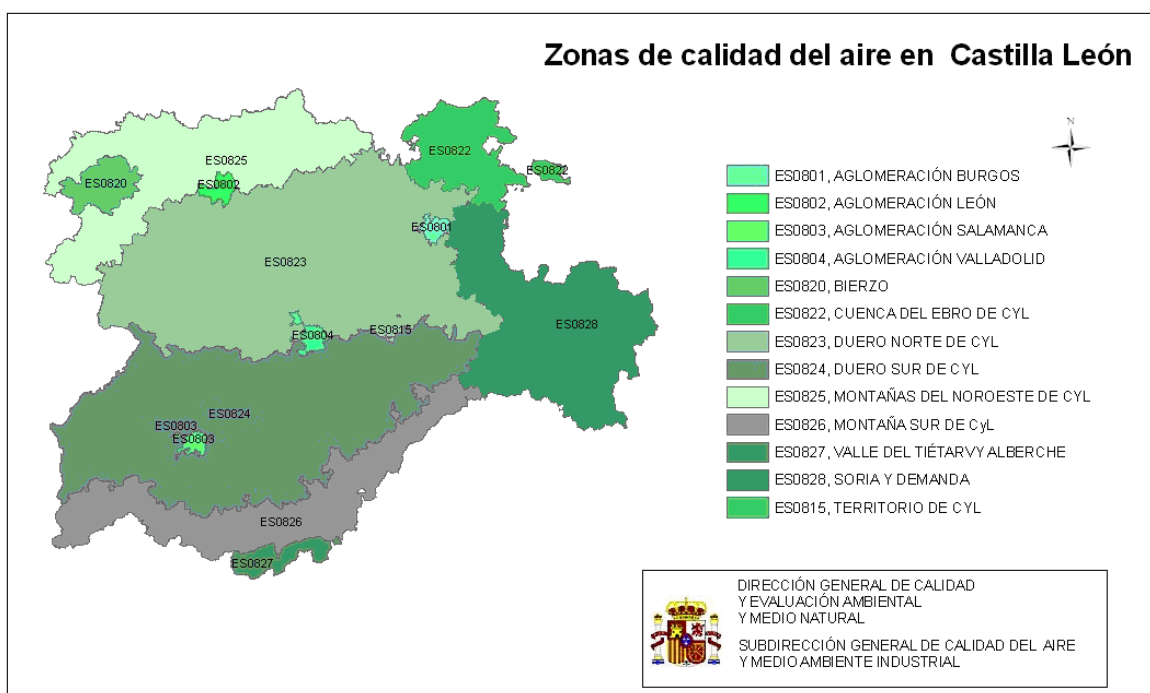 Zonas de calidad del aire en Castilla León
N
ES0825
ES0820
ES0802
ES0822
ES0822
ES0801
ES0823
ES0828
ES0804
ES0815
ES0824
ES0803
ES0803
ES0826
ES0827
ES0801, AGLOMERACIÓN BURGOS
ES0802, AGLOMERACIÓN LEÓN
ES0803, AGLOMERACIÓN SALAMANCA
ES0804, AGLOMERACIÓN VALLADOLID
ES0820, BIERZO
ES0822, CUENCA DEL EBRO DE CYL
ES0823, DUERO NORTE DE CYL
ES0824, DUERO SUR DE CYL
ES0825, MONTAÑAS DEL NOROESTE DE CYL
ES0826, MONTAÑA SUR DE CyL
ES0827, VALLE DEL TIÉTARVY ALBERCHE
ES0828, SORIA Y DEMANDA
ES0815, TERRITORIO DE CYL
DIRECCIÓN GENERAL DE CALIDAD
Y EVALUACIÓN AMBIENTAL
Y MEDIO NATURAL
SUBDIRECCIÓN GENERAL DE CALIDAD DEL AIRE
Y MEDIO AMBIENTE INDUSTRIAL